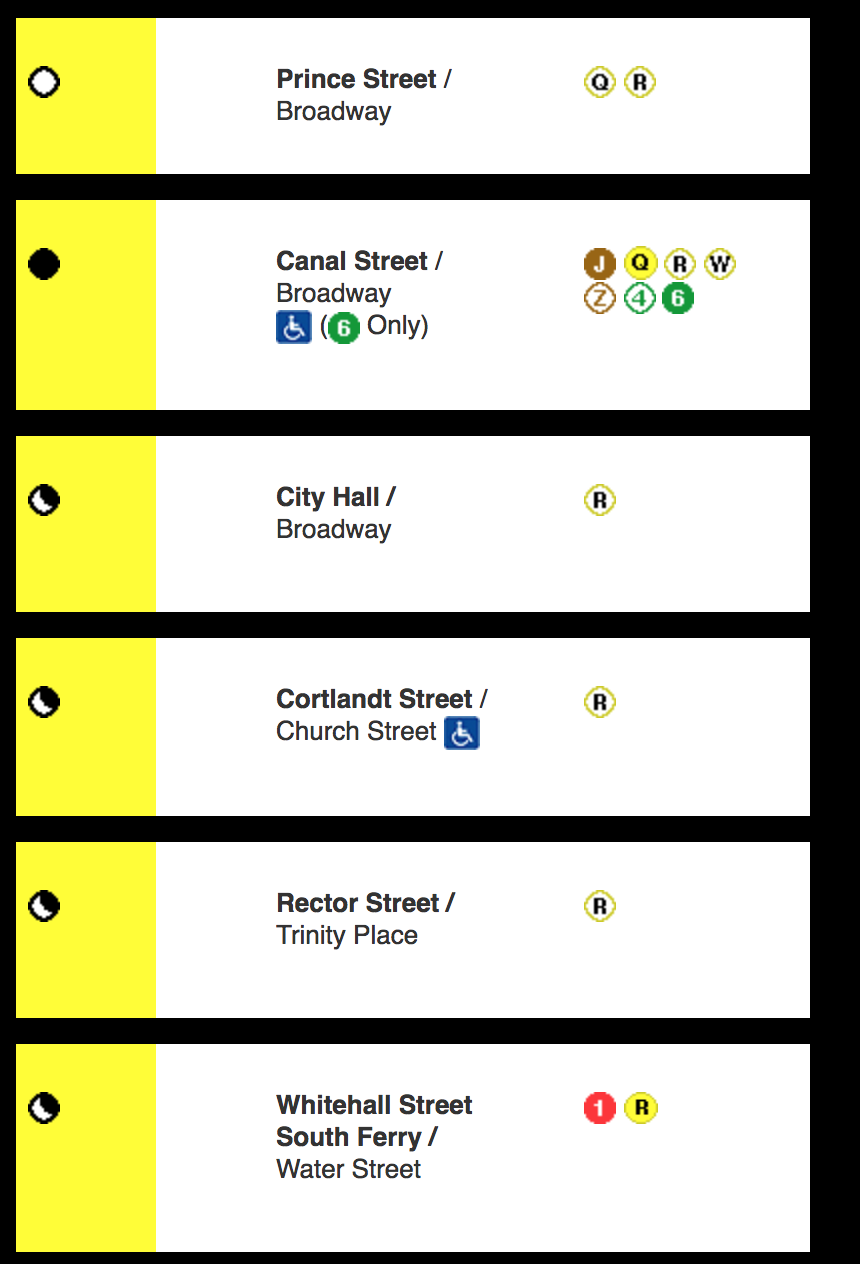 Prince Street / Q R
Broadway
Canal Street / J Q R W
Broadway Z 4 6
(6 Only)
City Hall / R
Broadway
Cortlandt Street / R
Church Street
Rector Street / R
Trinity Place
Whitehall Street 1 R
South Ferry /
Water Street